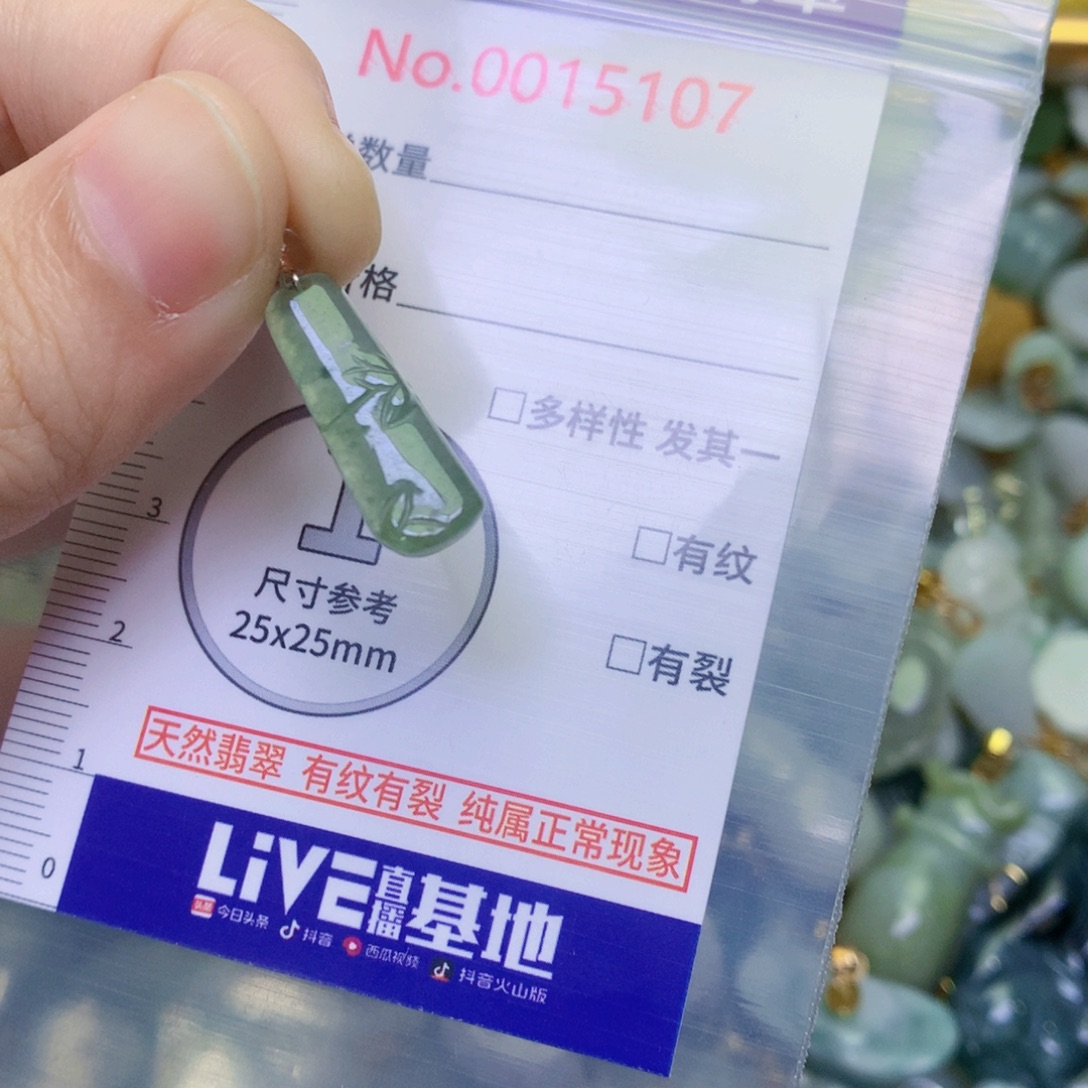 No.0015107
数量
格
□多样性 发其一
□有纹
3
尺寸参考
25x25mm
2
□有裂
天然翡翠 有纹有裂 纯属正常现象
1
0
LiVE直播基地
头条 今日头条 抖音 西瓜视频 抖音火山版